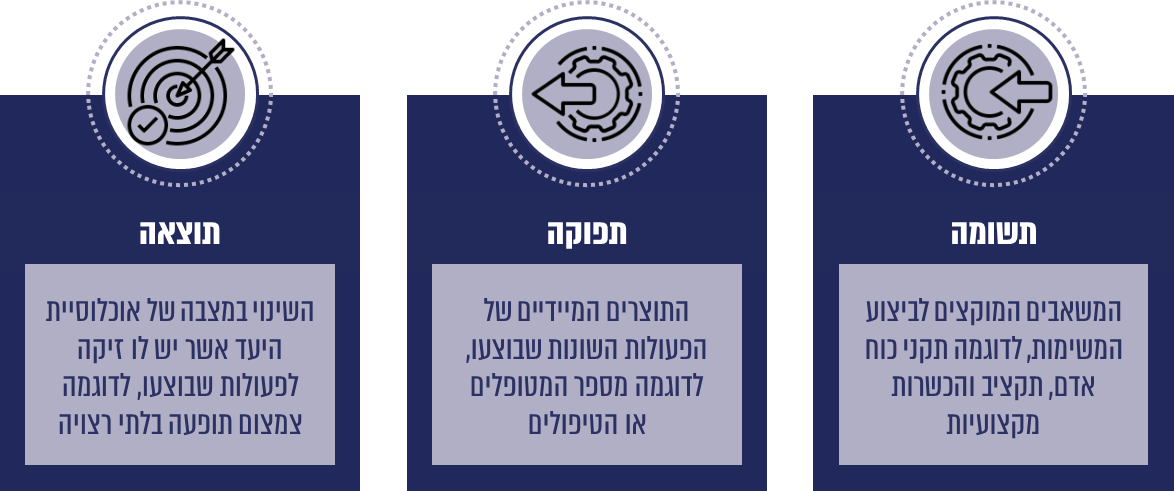 תשומה
המשאבים המוקצים לביצוע
המשימות, לדוגמה תקני כוח
אדם, תקציב והכשרות
מקצועיות
תפוקה
התוצרים המיידיים של
הפעולות השונות שבוצעו,
לדוגמה מספר המטופלים
או הטיפולים
תוצאה
השינוי במצבה של אוכלוסיית
היעד אשר יש לו זיקה
לפעולות שבוצעו, לדוגמה
צמצום תופעה בלתי רצויה